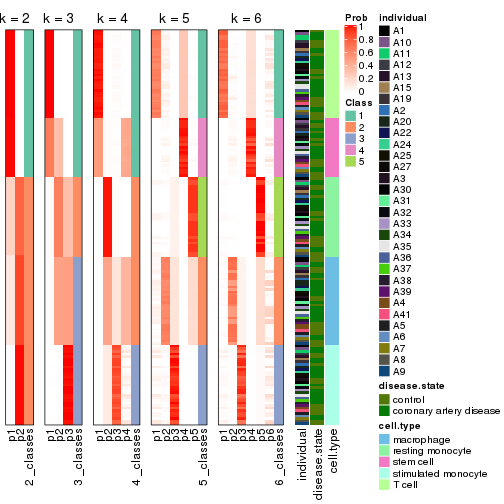 k = 2
k = 3
k = 4
k = 5
k = 6
p1
p2
2_classes
p1
p2
p3
3_classes
p1
p2
p3
p4
4_classes
p1
p2
p3
p4
p5
5_classes
p1
p2
p3
p4
p5
p6
6_classes
individual
disease.state
cell.type
Prob
1
0.8
0.6
0.4
0.2
0
Class
1
2
3
4
5
individual
A1
A10
A11
A12
A13
A15
A19
A2
A20
A22
A24
A25
A27
A3
A30
A31
A32
A33
A34
A35
A36
A37
A38
A39
A4
A41
A5
A6
A7
A8
A9
disease.state
control
coronary artery disease
cell.type
macrophage
resting monocyte
stem cell
stimulated monocyte
T cell